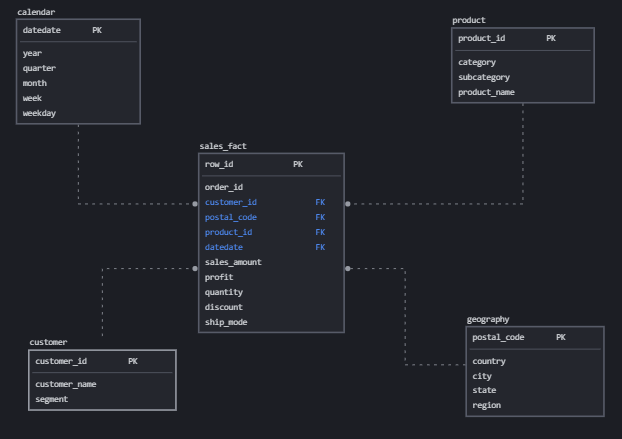 calendar
datedate PK
year
quarter
month
week
weekday
product
product_id PK
category
subcategory
product_name
sales_fact
row_id PK
order_id
customer_id FK
postal_code FK
product_id FK
datedate FK
sales_amount
profit
quantity
discount
ship_mode
customer
customer_id PK
customer_name
segment
geography
postal_code PK
country
city
state
region